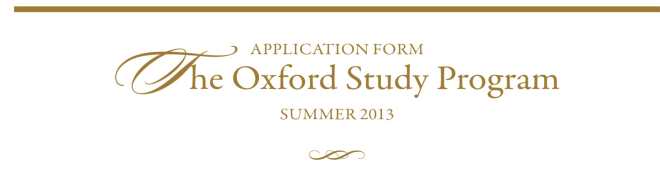 APPLICATION FORM
The Oxford Study Program
SUMMER 2013